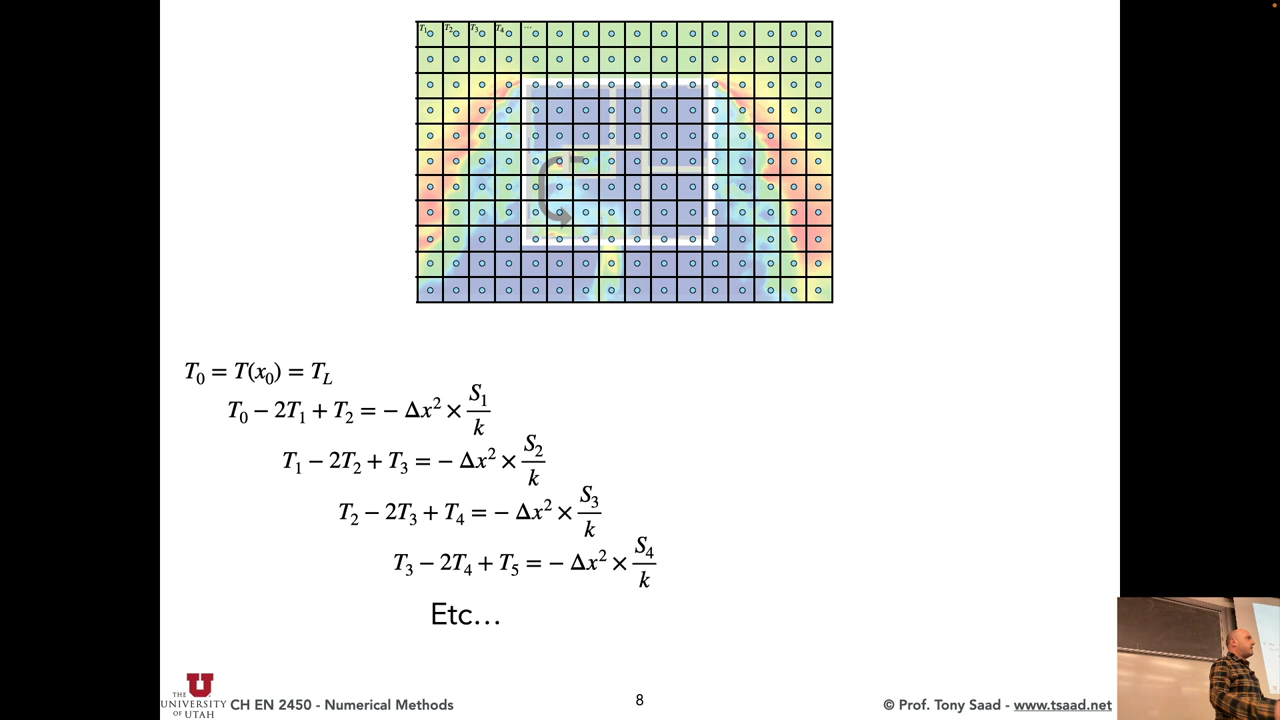 T₁ T₂ T₃ T₄ ...
T₀ = T(x₀) = T_L
T₀ − 2T₁ + T₂ = − Δx² × S₁/k
T₁ − 2T₂ + T₃ = − Δx² × S₂/k
T₂ − 2T₃ + T₄ = − Δx² × S₃/k
T₃ − 2T₄ + T₅ = − Δx² × S₄/k
Etc…
THE UNIVERSITY OF UTAH
CH EN 2450 - Numerical Methods
8
© Prof. Tony Saad - www.tsaad.net